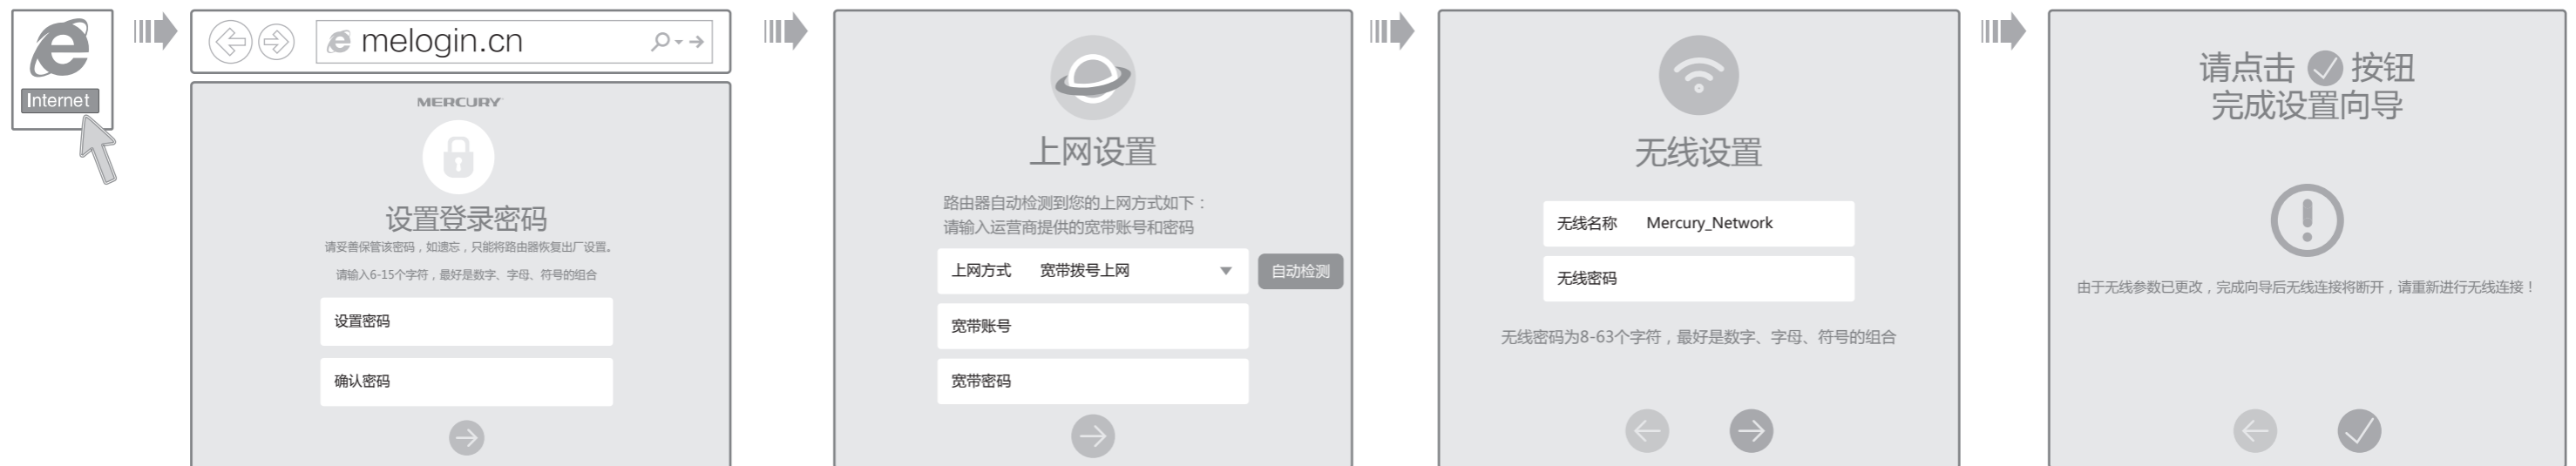 Internet
melogin.cn
MERCURY
设置登录密码
请妥善保管该密码，如遗忘，只能将路由器恢复出厂设置。
请输入6-15个字符，最好是数字、字母、符号的组合
设置密码
确认密码
上网设置
路由器自动检测到您的上网方式如下：
请输入运营商提供的宽带账号和密码
上网方式 宽带拨号上网 自动检测
宽带账号
宽带密码
无线设置
无线名称 Mercury_Network
无线密码
无线密码为8-63个字符，最好是数字、字母、符号的组合
请点击 按钮
完成设置向导
由于无线参数已更改，完成向导后无线连接将断开，请重新进行无线连接！